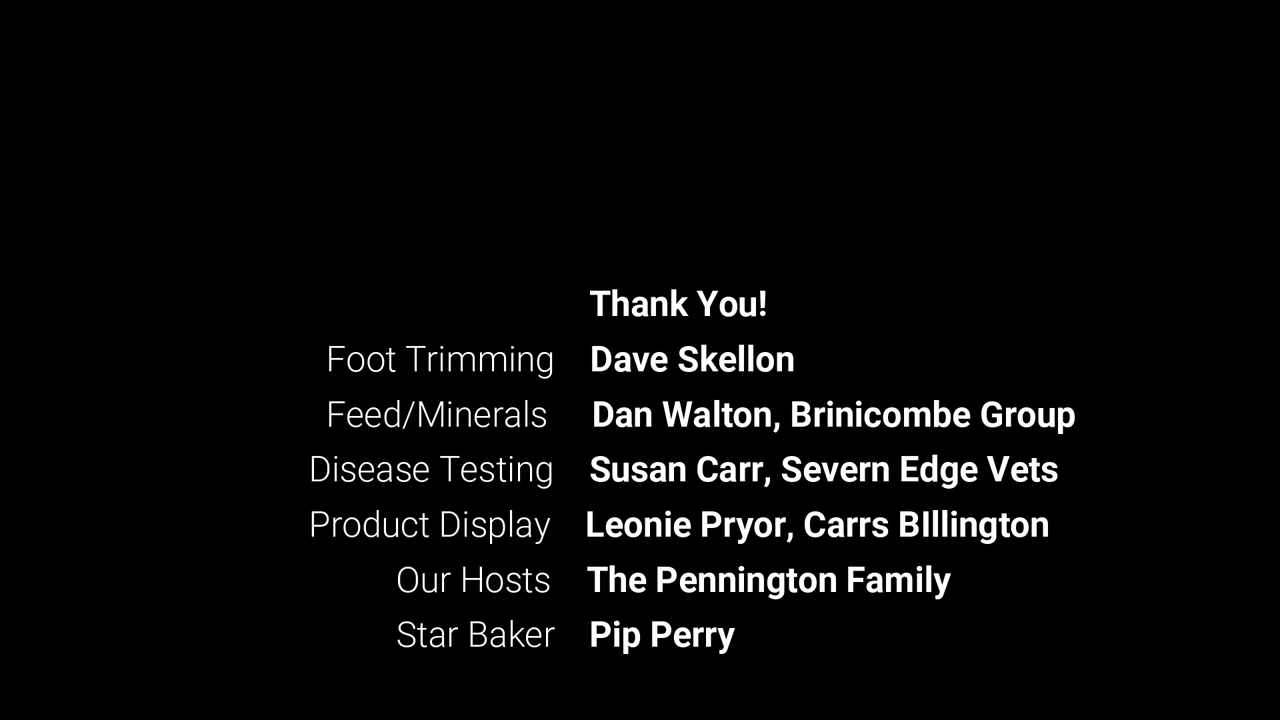 Thank You!
Foot Trimming Dave Skellon
Feed/Minerals Dan Walton, Brinicombe Group
Disease Testing Susan Carr, Severn Edge Vets
Product Display Leonie Pryor, Carrs BIllington
Our Hosts The Pennington Family
Star Baker Pip Perry